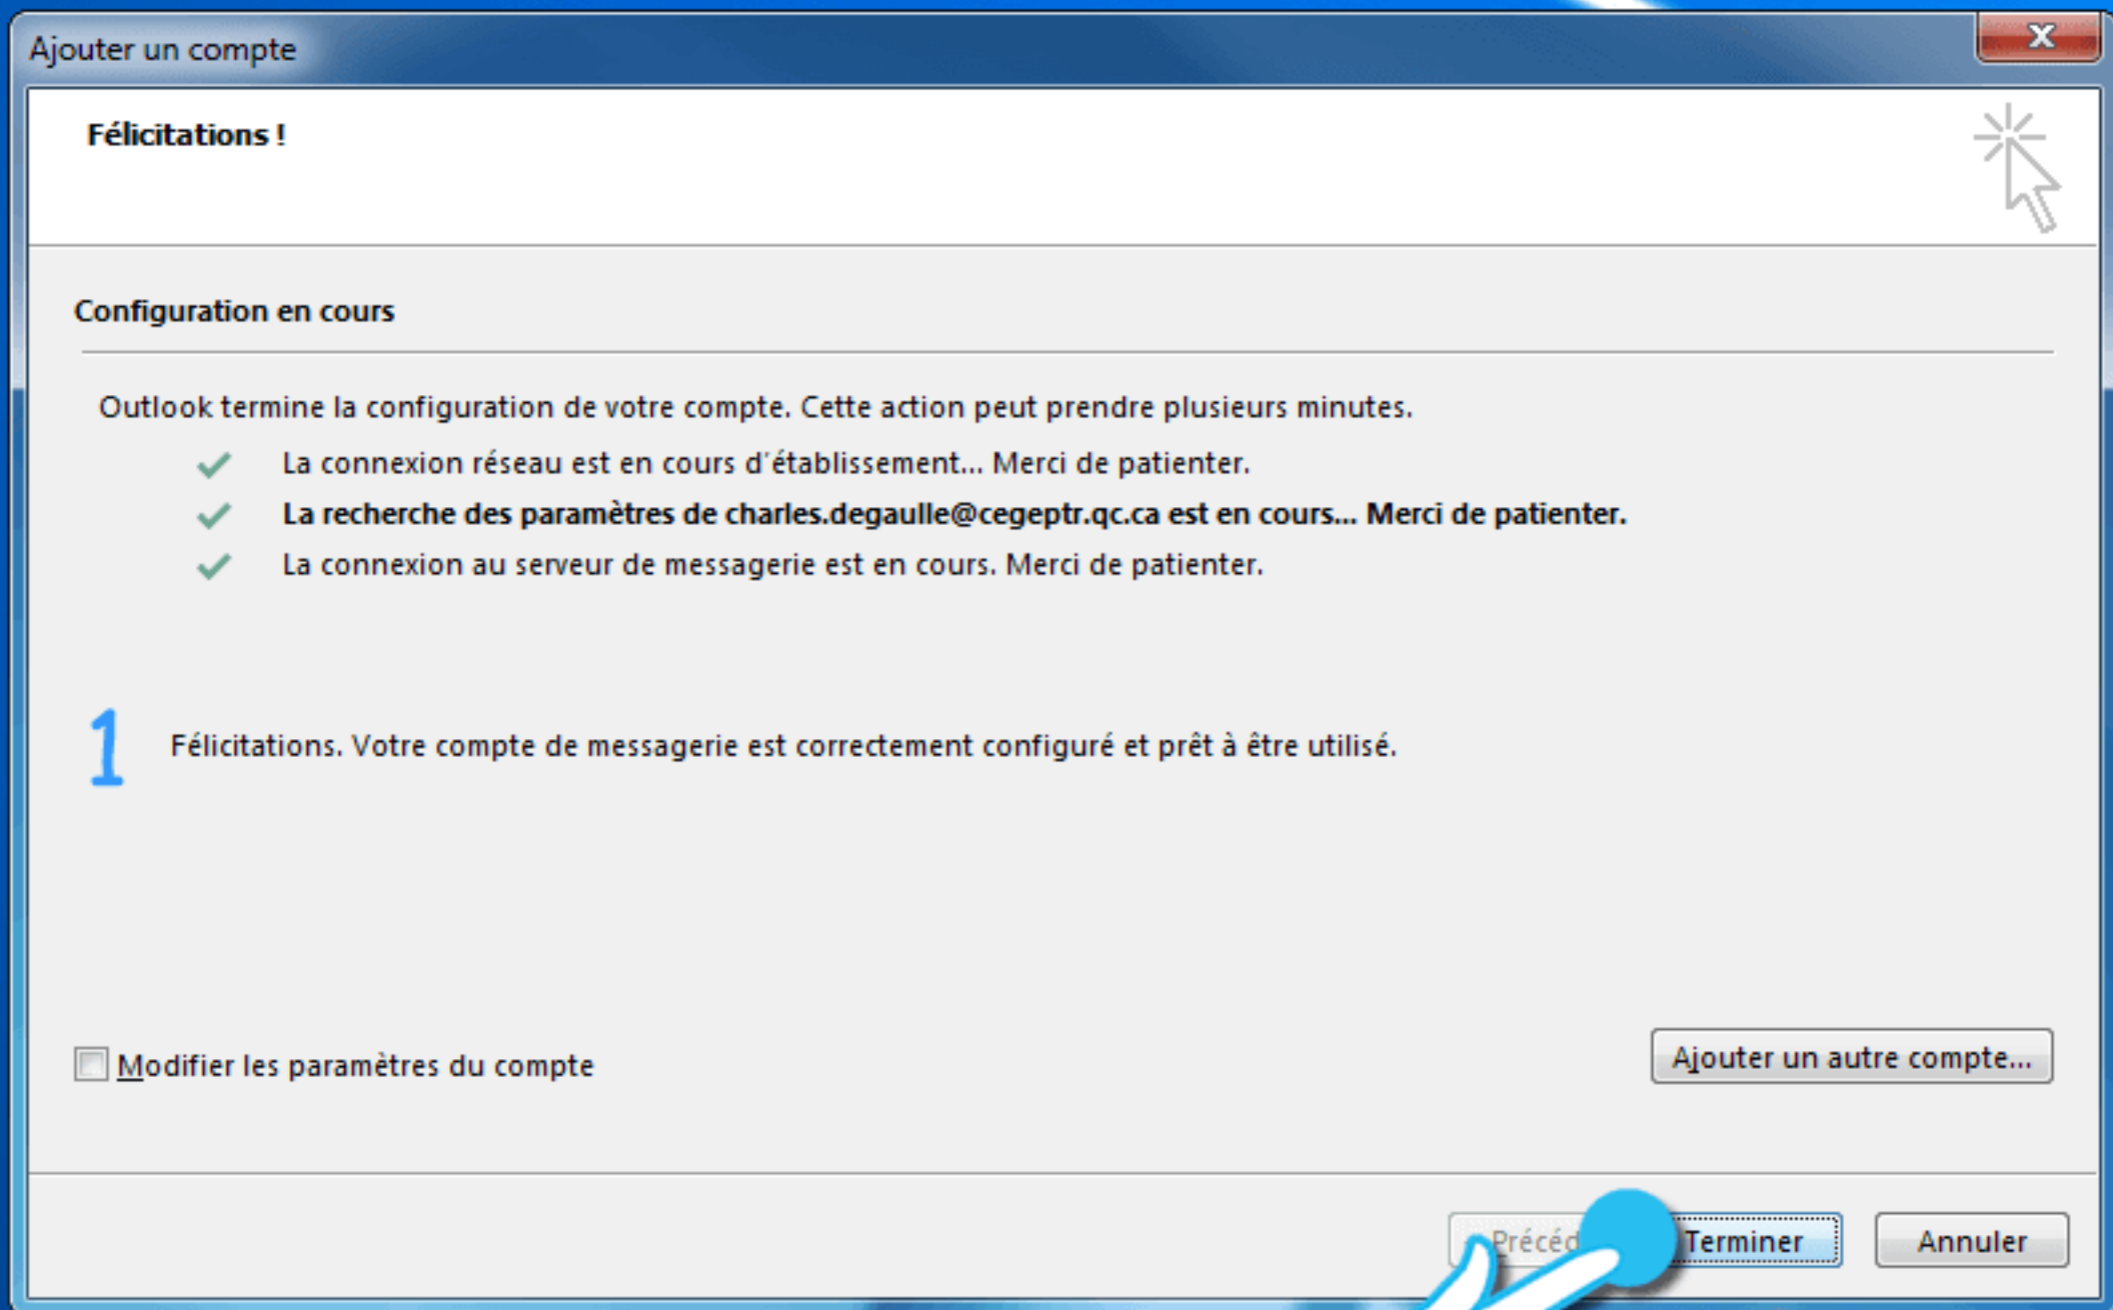 Ajouter un compte
Félicitations !
Configuration en cours
Outlook termine la configuration de votre compte. Cette action peut prendre plusieurs minutes.
La connexion réseau est en cours d'établissement... Merci de patienter.
La recherche des paramètres de charles.degaulle@cegeptr.qc.ca est en cours... Merci de patienter.
La connexion au serveur de messagerie est en cours. Merci de patienter.
1 Félicitations. Votre compte de messagerie est correctement configuré et prêt à être utilisé.
Modifier les paramètres du compte
Ajouter un autre compte...
Terminer Annuler